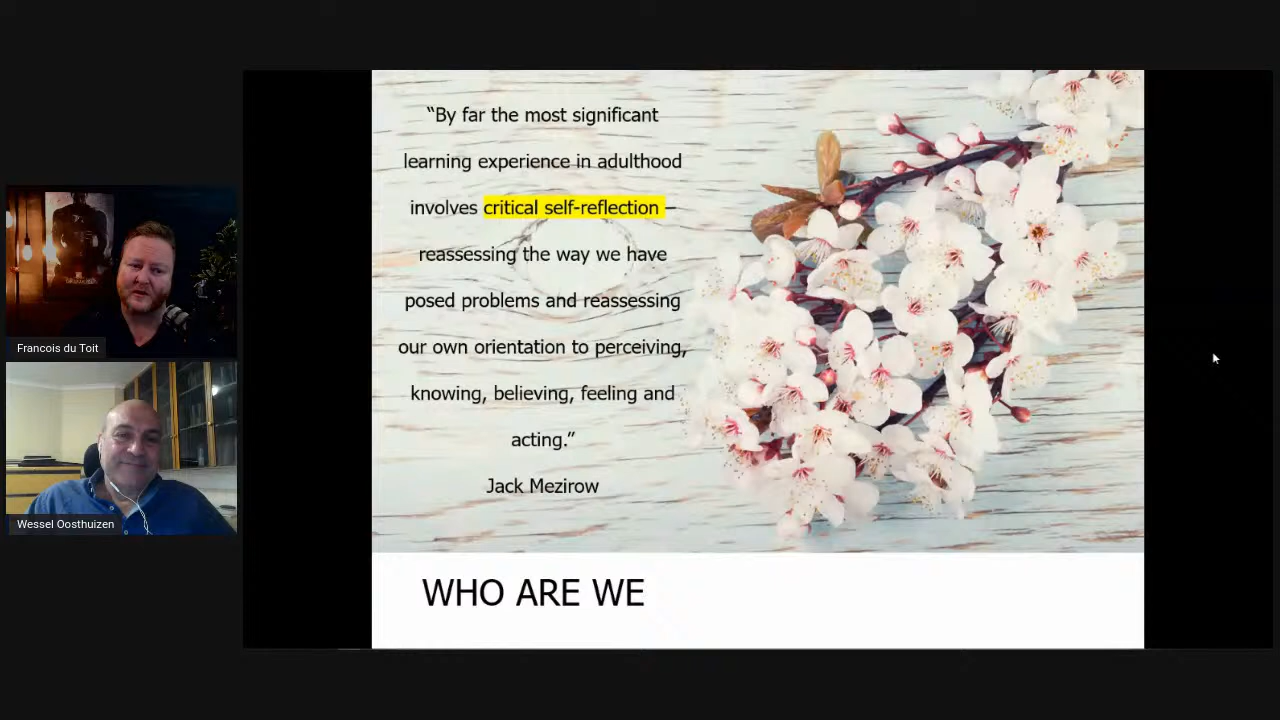 “By far the most significant
learning experience in adulthood
involves critical self-reflection –
reassessing the way we have
posed problems and reassessing
our own orientation to perceiving,
knowing, believing, feeling and
acting.”
Jack Mezirow
WHO ARE WE
Francois du Toit
Wessel Oosthuizen